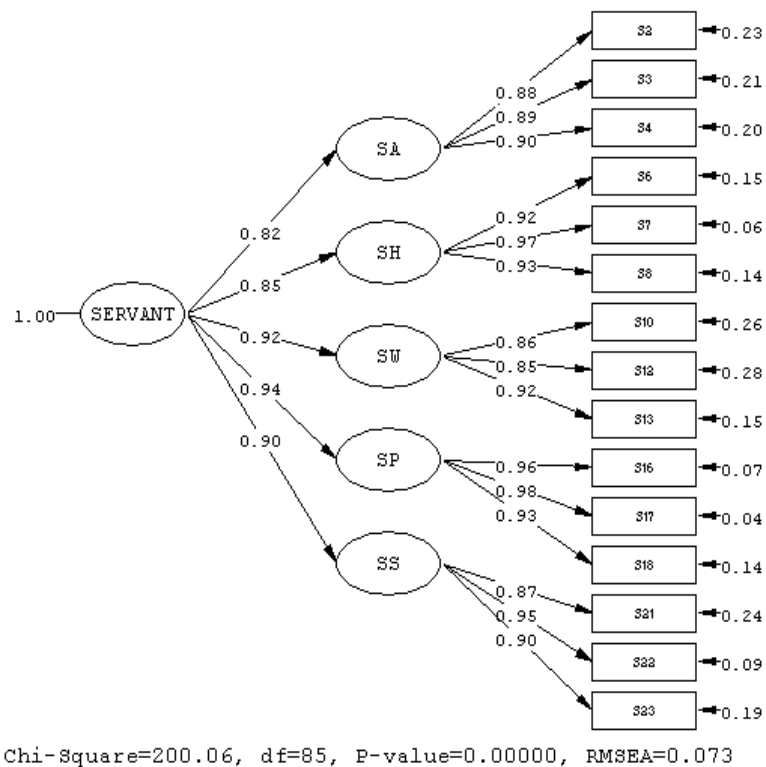 S2
0.23
S3
0.21
0.88
0.89
S4
0.20
0.90
SA
S6
0.15
0.92
S7
0.06
0.82
0.97
SH
0.93
S8
0.14
0.85
1.00
SERVANT
S10
0.26
0.86
0.92
SW
0.85
S12
0.28
0.92
0.94
S13
0.15
0.90
SP
0.96
S16
0.07
0.98
0.93
S17
0.04
SS
S18
0.14
0.87
S21
0.24
0.95
0.90
S22
0.09
S23
0.19
Chi-Square=200.06, df=85, P-value=0.00000, RMSEA=0.073